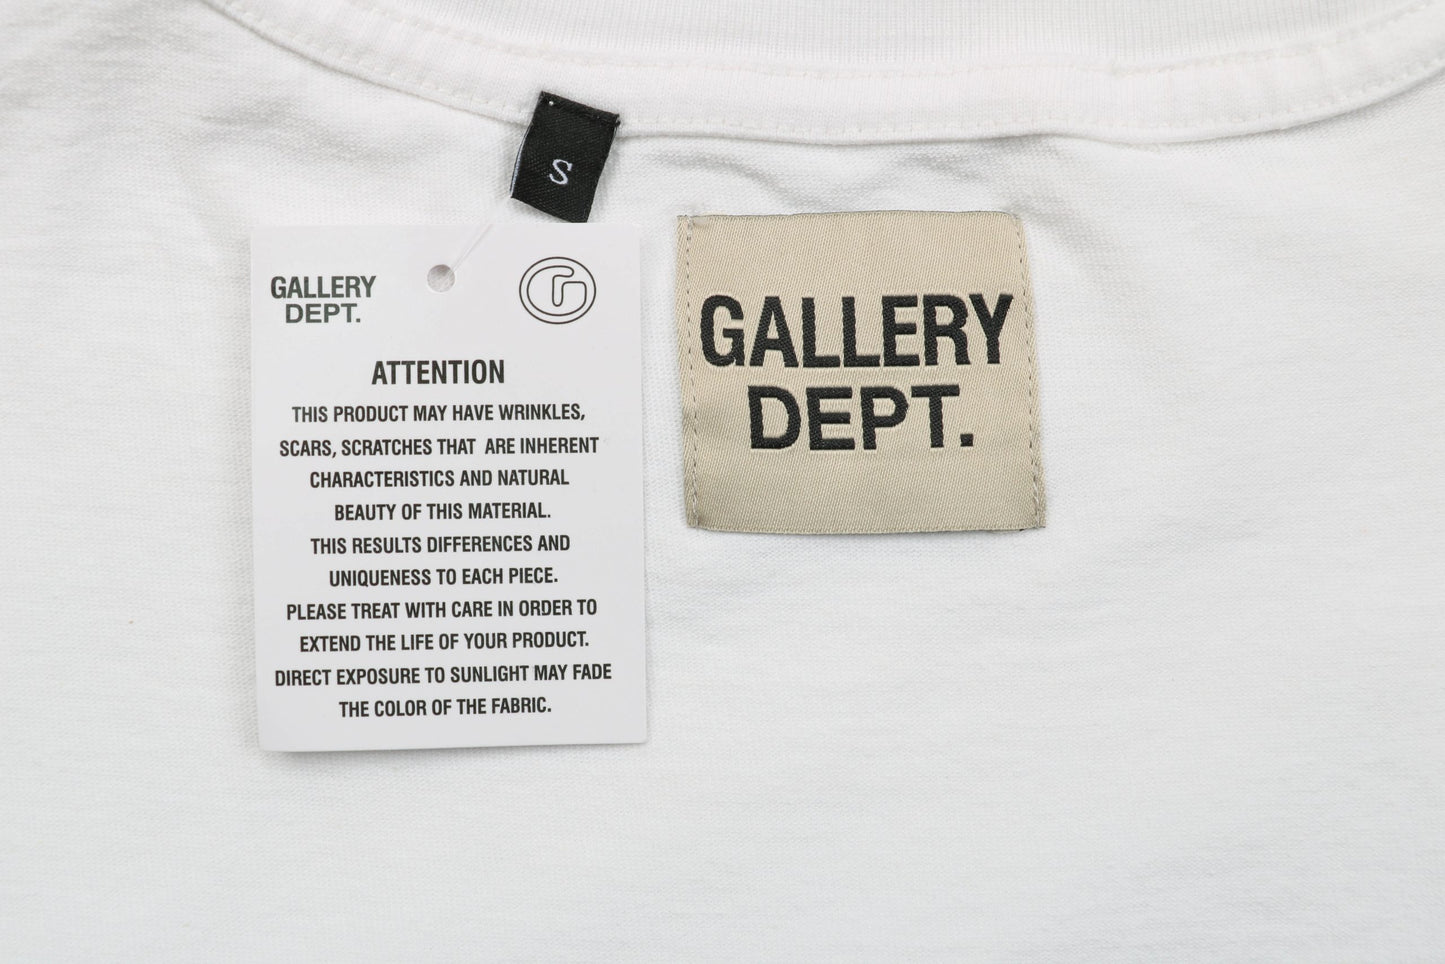 S
GALLERY
DEPT.
ATTENTION
THIS PRODUCT MAY HAVE WRINKLES,
SCARS, SCRATCHES THAT ARE INHERENT
CHARACTERISTICS AND NATURAL
BEAUTY OF THIS MATERIAL.
THIS RESULTS DIFFERENCES AND
UNIQUENESS TO EACH PIECE.
PLEASE TREAT WITH CARE IN ORDER TO
EXTEND THE LIFE OF YOUR PRODUCT.
DIRECT EXPOSURE TO SUNLIGHT MAY FADE
THE COLOR OF THE FABRIC.
GALLERY
DEPT.